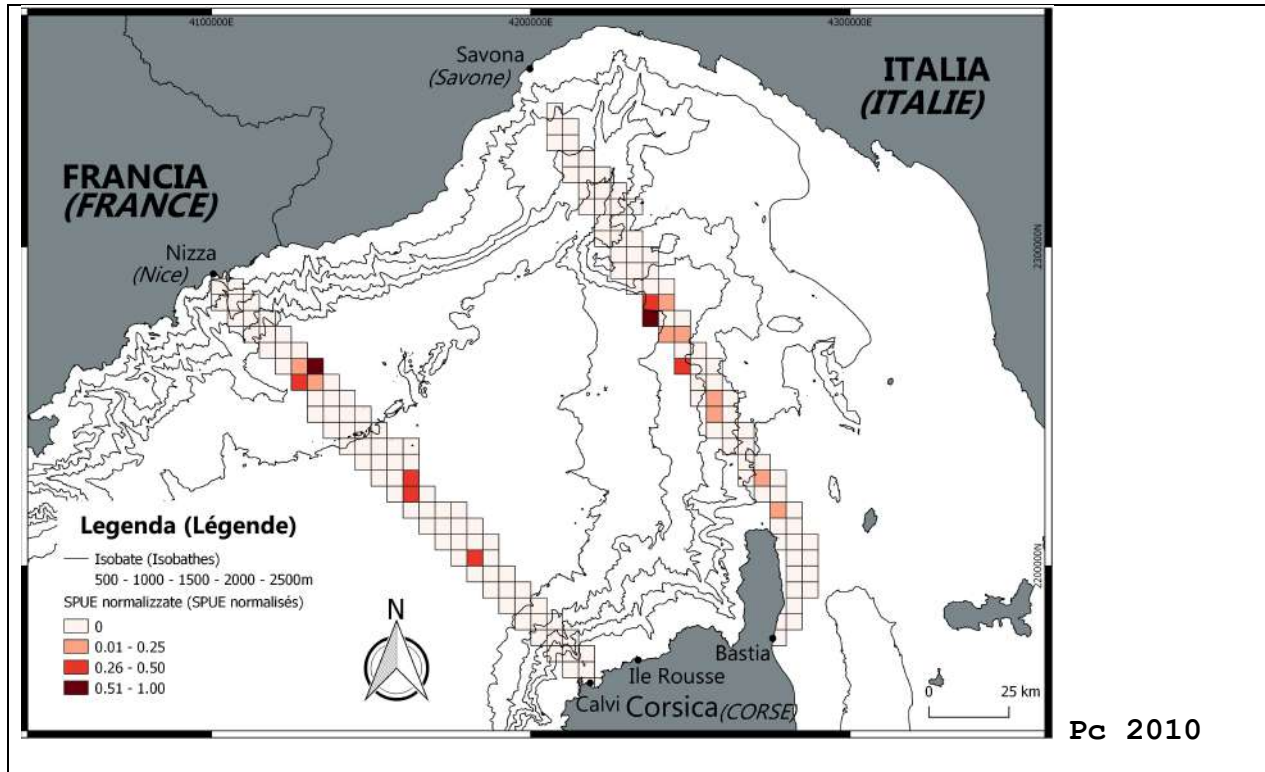 4100000E
4200000E
4300000E
Savona
(Savone)
ITALIA
(ITALIE)
FRANCIA
(FRANCE)
Nizza
(Nice)
2300000N
Legenda (Légende)
Isobate (Isobathes)
500 - 1000 - 1500 - 2000 - 2500m
SPUE normalizzate (SPUE normalisés)
0
0.01 - 0.25
0.26 - 0.50
0.51 - 1.00
N
2200000N
Bastia
Ile Rousse
Calvi
Corsica (CORSE)
0
25 km
Pc 2010